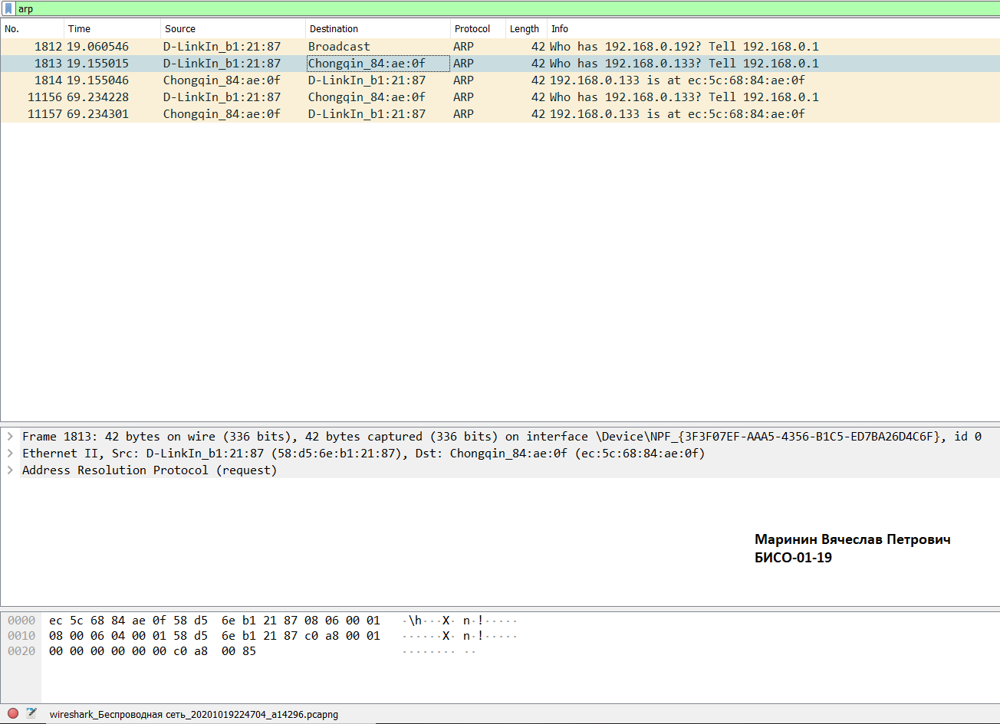 arp
No. Time Source Destination Protocol Length Info
1812 19.060546 D-LinkIn_b1:21:87 Broadcast ARP 42 Who has 192.168.0.192? Tell 192.168.0.1
1813 19.155015 D-LinkIn_b1:21:87 Chongqin_84:ae:0f ARP 42 Who has 192.168.0.133? Tell 192.168.0.1
1814 19.155046 Chongqin_84:ae:0f D-LinkIn_b1:21:87 ARP 42 192.168.0.133 is at ec:5c:68:84:ae:0f
11156 69.234228 D-LinkIn_b1:21:87 Chongqin_84:ae:0f ARP 42 Who has 192.168.0.133? Tell 192.168.0.1
11157 69.234301 Chongqin_84:ae:0f D-LinkIn_b1:21:87 ARP 42 192.168.0.133 is at ec:5c:68:84:ae:0f
Frame 1813: 42 bytes on wire (336 bits), 42 bytes captured (336 bits) on interface \Device\NPF_{3F3F07EF-AAA5-4356-B1C5-ED7BA26D4C6F}, id 0
Ethernet II, Src: D-LinkIn_b1:21:87 (58:d5:6e:b1:21:87), Dst: Chongqin_84:ae:0f (ec:5c:68:84:ae:0f)
Address Resolution Protocol (request)
Маринин Вячеслав Петрович
БИСО-01-19
0000 ec 5c 68 84 ae 0f 58 d5 6e b1 21 87 08 06 00 01 ·\h···X· n·!·····
0010 08 00 06 04 00 01 58 d5 6e b1 21 87 c0 a8 00 01 ······X· n·!·····
0020 00 00 00 00 00 00 c0 a8 00 85 ········ ··
wireshark_Беспроводная сеть_20201019224704_a14296.pcapng